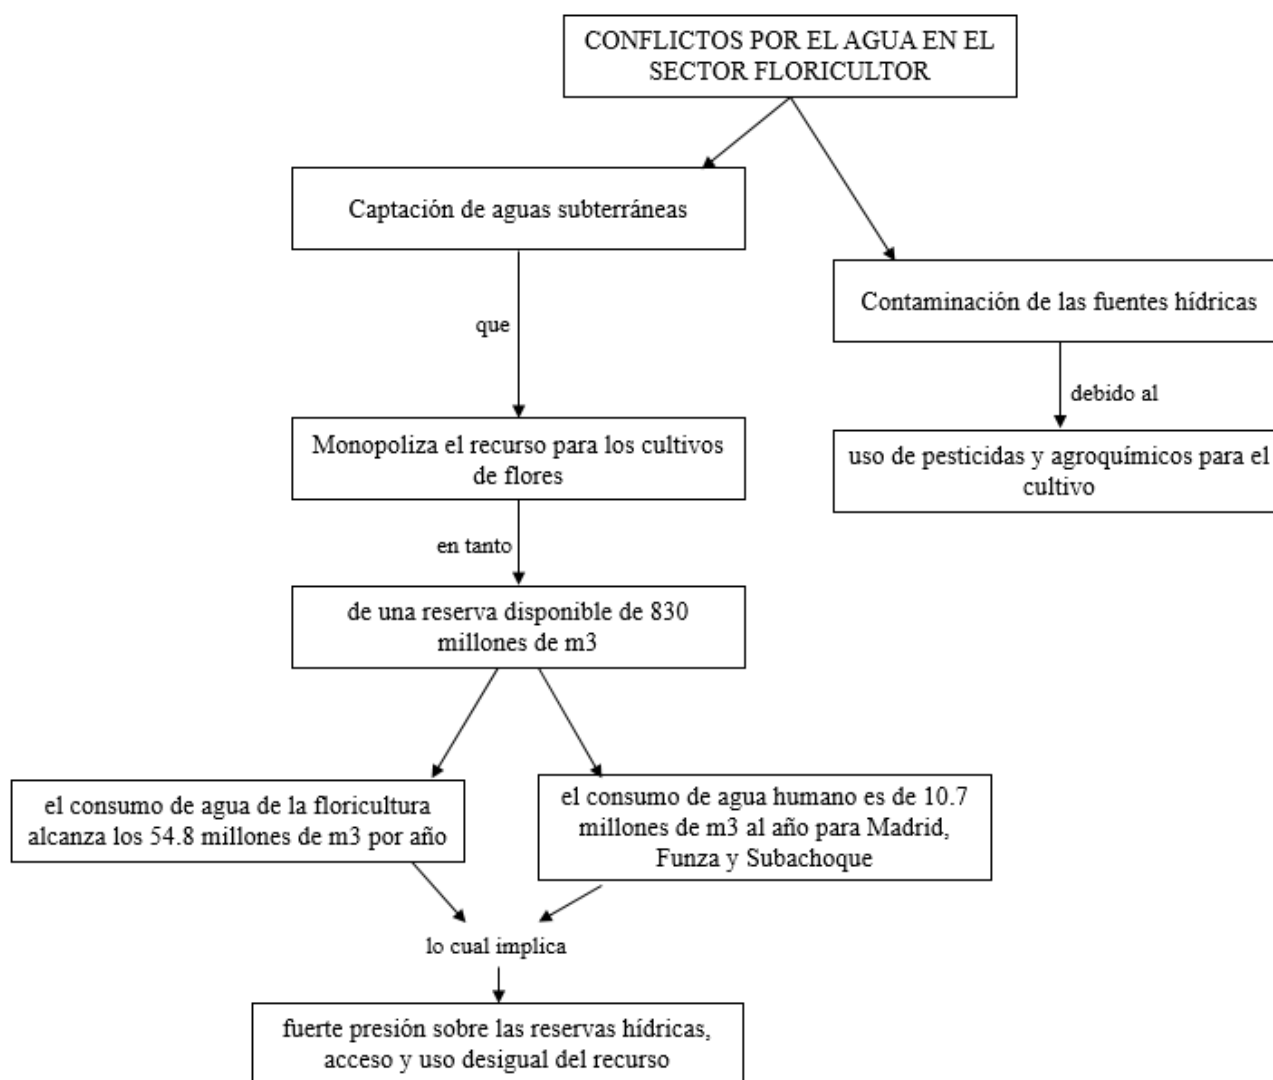 CONFLICTOS POR EL AGUA EN EL
SECTOR FLORICULTOR
Captación de aguas subterráneas
Contaminación de las fuentes hídricas
que
debido al
Monopoliza el recurso para los cultivos
de flores
uso de pesticidas y agroquímicos para el
cultivo
en tanto
de una reserva disponible de 830
millones de m3
el consumo de agua de la floricultura
alcanza los 54.8 millones de m3 por año
el consumo de agua humano es de 10.7
millones de m3 al año para Madrid,
Funza y Subachoque
lo cual implica
fuerte presión sobre las reservas hídricas,
acceso y uso desigual del recurso